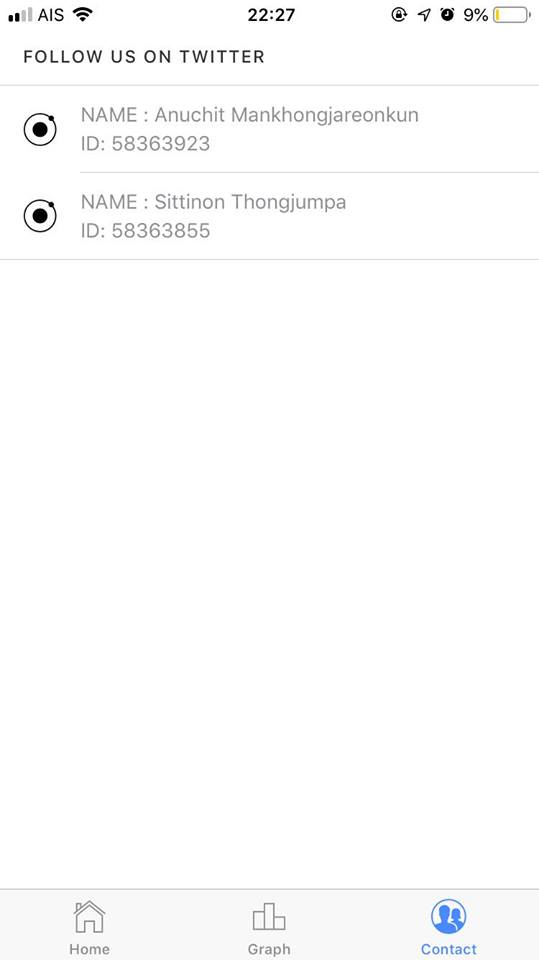 AIS 22:27 9%
FOLLOW US ON TWITTER
NAME : Anuchit Mankhongjareonkun
ID: 58363923
NAME : Sittinon Thongjumpa
ID: 58363855
Home Graph Contact